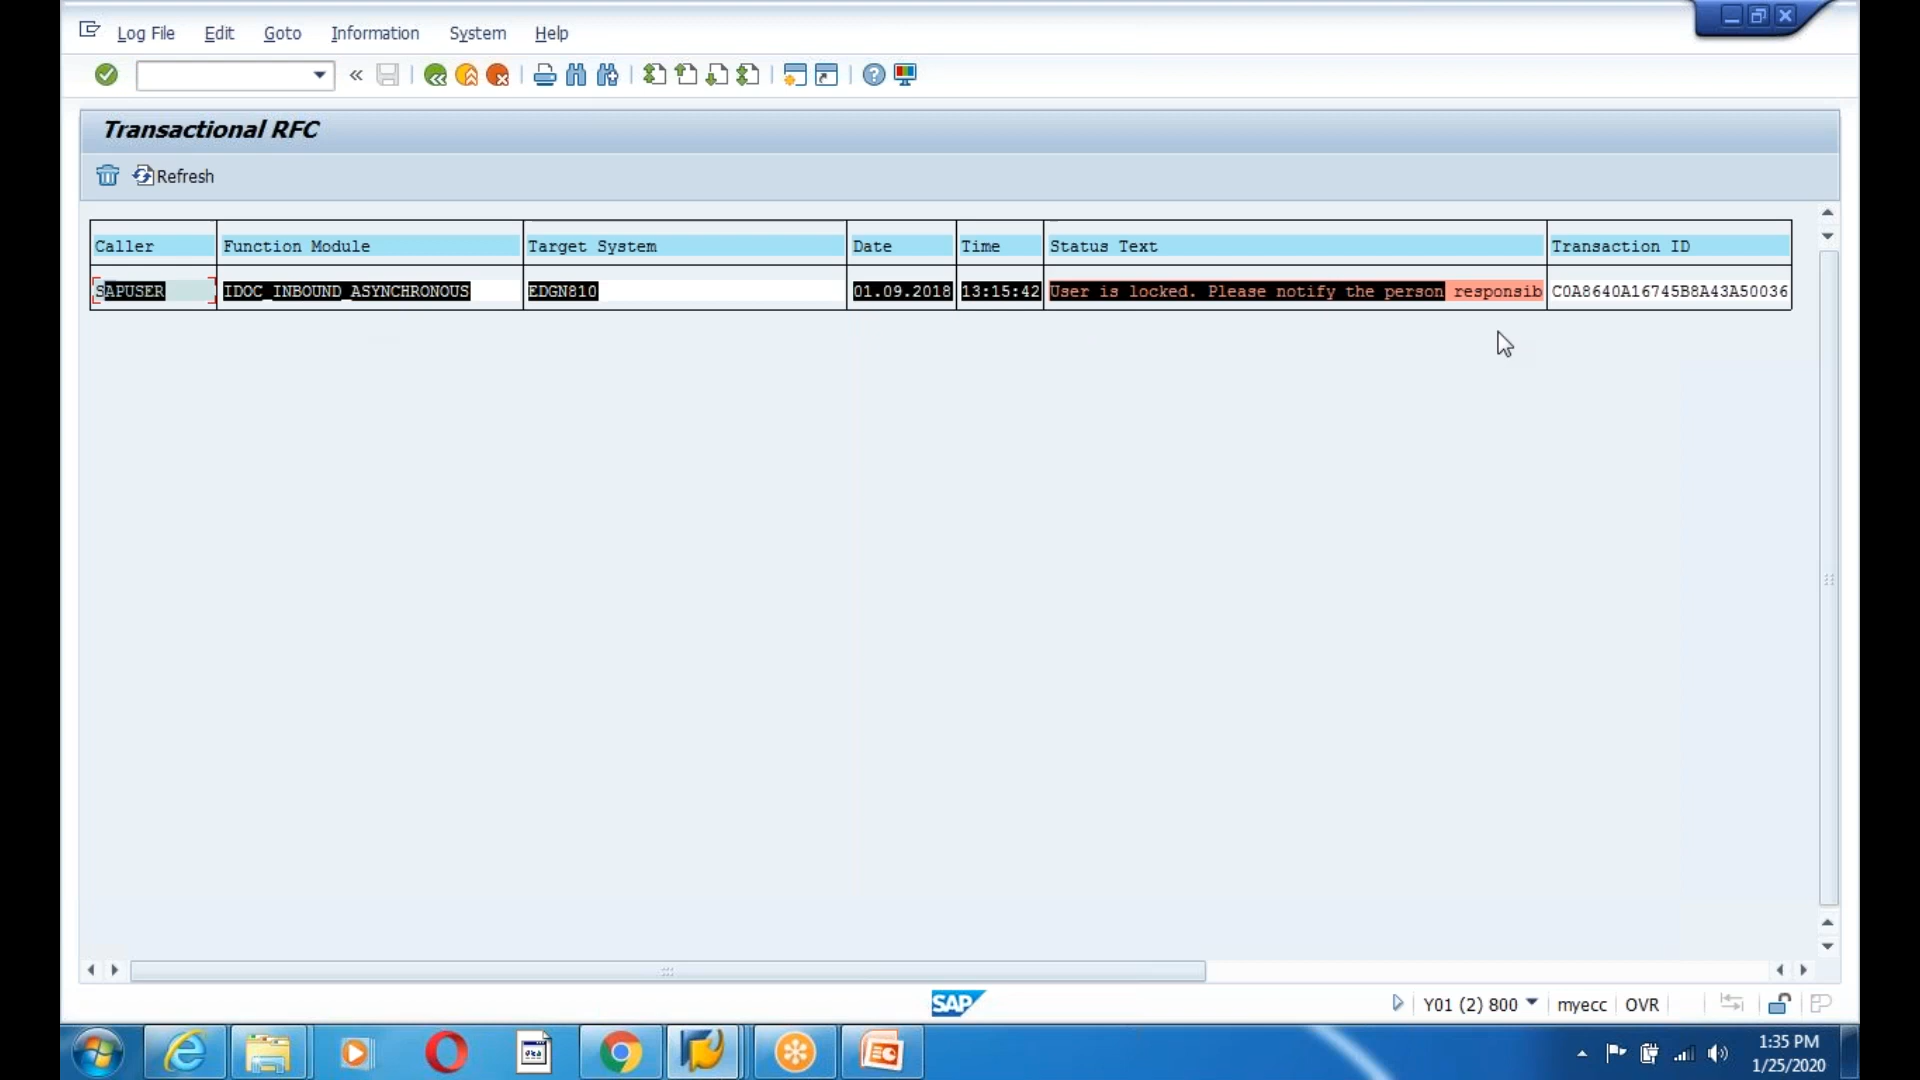 Log File Edit Goto Information System Help
Transactional RFC
Refresh
Caller Function Module Target System Date Time Status Text Transaction ID
SAPUSER IDOC_INBOUND_ASYNCHRONOUS EDGN810 01.09.2018 13:15:42 User is locked. Please notify the person responsib C0A8640A16745B8A43A50036
SAP
Y01 (2) 800 myecc OVR
1:35 PM
1/25/2020